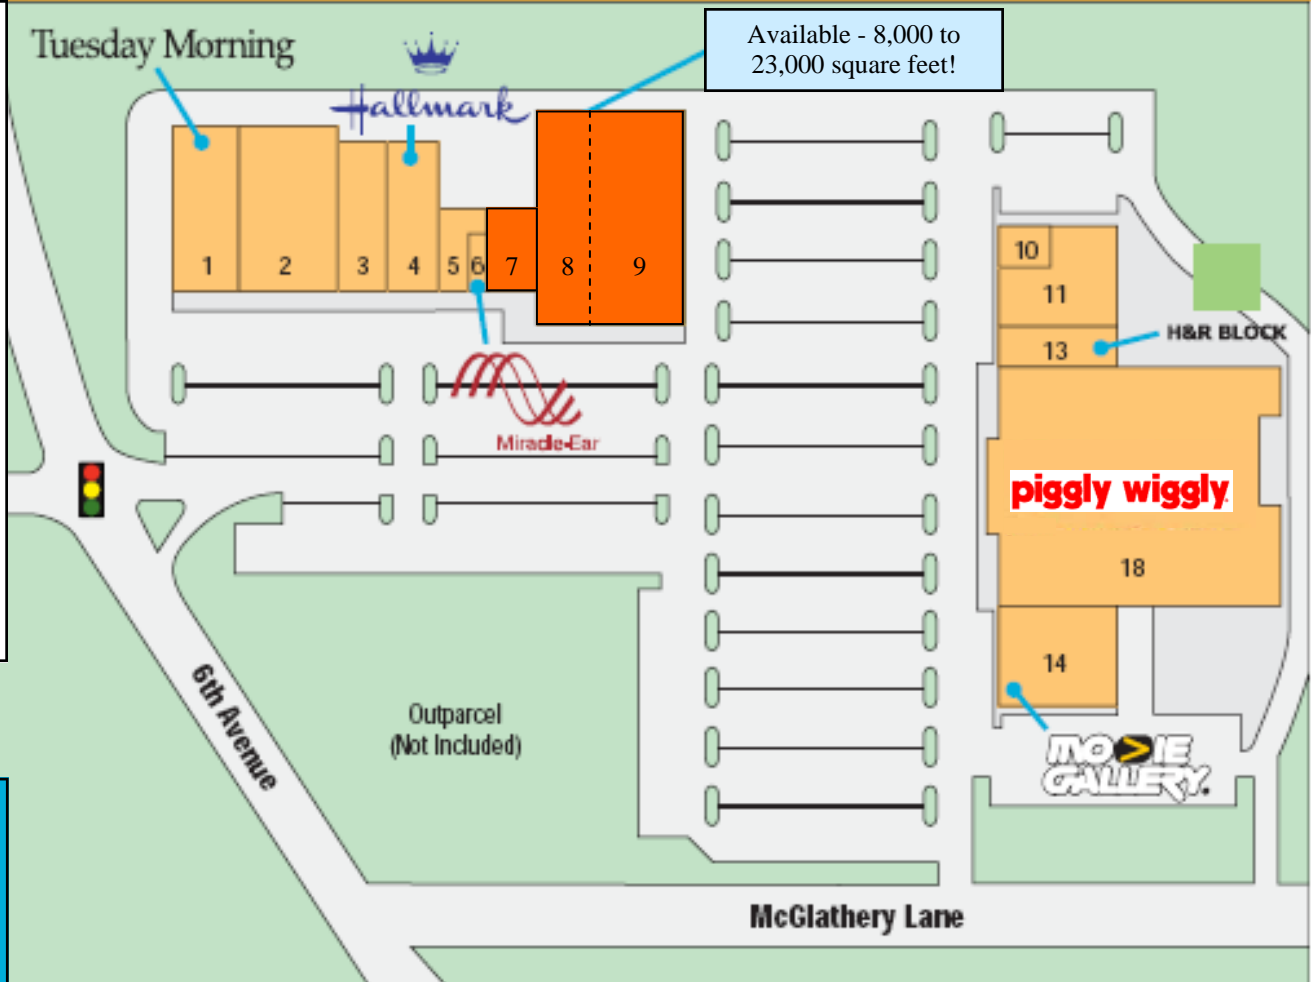 Tuesday Morning
Hallmark
Available - 8,000 to
23,000 square feet!
1
2
3
4
5
6
7
8
9
10
11
13
H&R BLOCK
Miracle-Ear
piggly wiggly
18
14
MOVIE
GALLERY.
6th Avenue
Outparcel
(Not Included)
McGlathery Lane